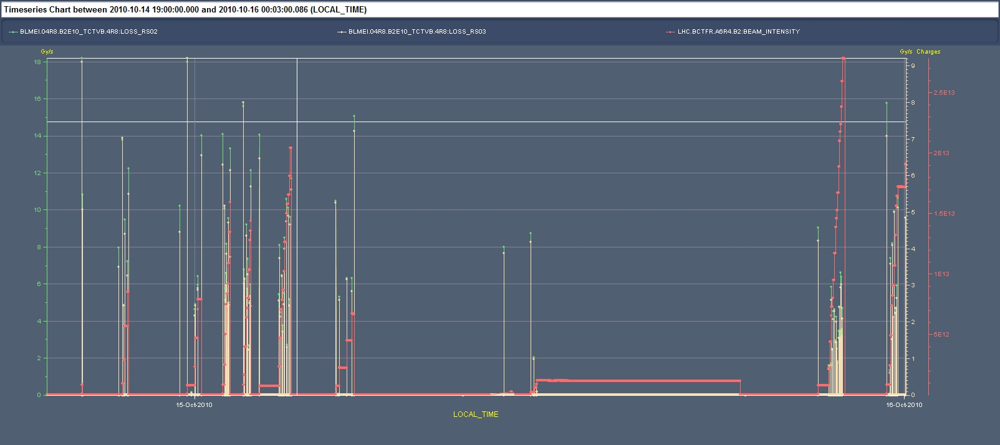 Timeseries Chart between 2010-10-14 19:00:00.000 and 2010-10-16 00:03:00.086 (LOCAL_TIME)
BLMEI.04R8.B2E10_TCTVB.4R8:LOSS_RS02 BLMEI.04R8.B2E10_TCTVB.4R8:LOSS_RS03 LHC.BCTFR.A6R4.B2:BEAM_INTENSITY
Gy/s Gy/s Charges
18 9
2.5E13
16 8
14 7
2E13
12 6
10 5
1.5E13
8 4
1E13
6 3
4 2
5E12
2 1
0 0
15-Oct-2010 16-Oct-2010
LOCAL_TIME